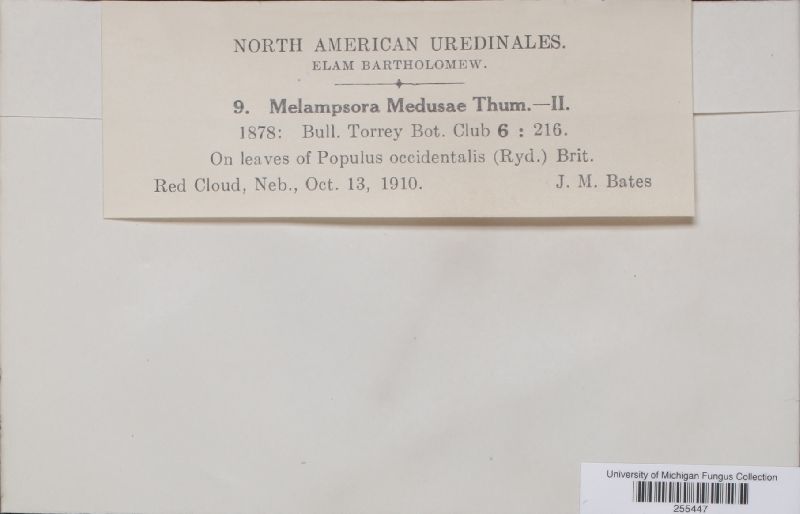 NORTH AMERICAN UREDINALES.
ELAM BARTHOLOMEW.
9. Melampsora Medusae Thum.—II.
1878: Bull. Torrey Bot. Club 6 : 216.
On leaves of Populus occidentalis (Ryd.) Brit.
Red Cloud, Neb., Oct. 13, 1910. J. M. Bates
University of Michigan Fungus Collection
255447